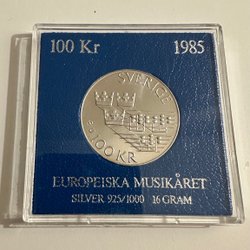 100 Kr 1985
SVERIGE
100 KR
EUROPEISKA MUSIKÅRET
SILVER 925/1000 16 GRAM